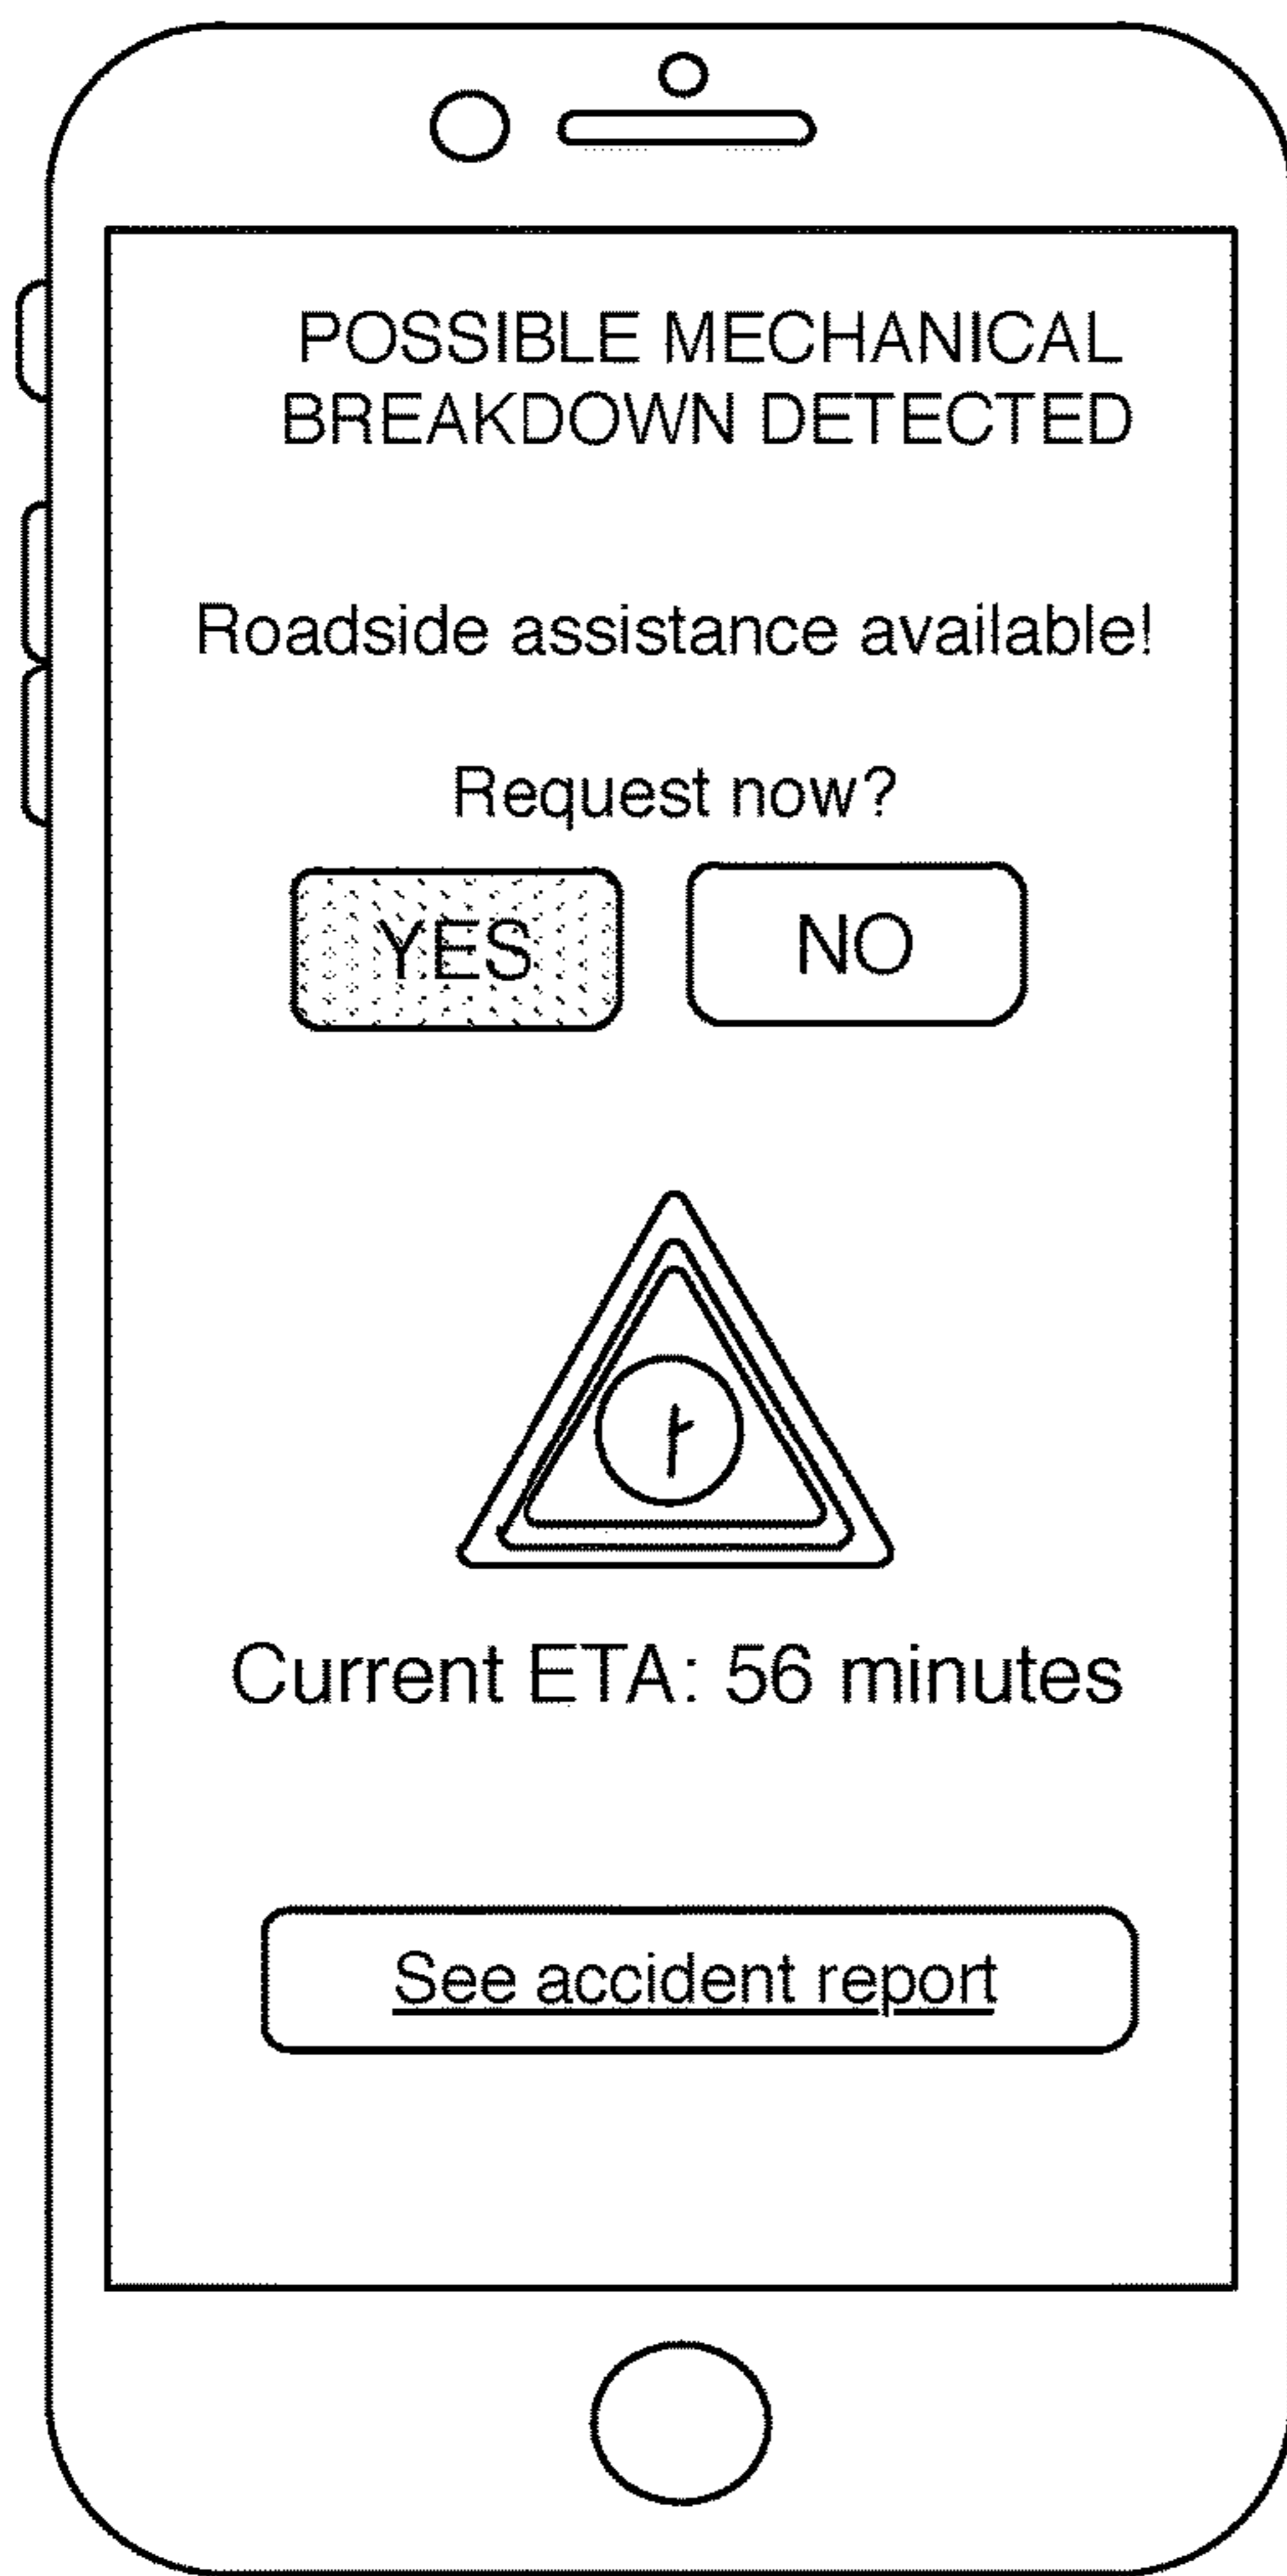 POSSIBLE MECHANICAL
BREAKDOWN DETECTED
Roadside assistance available!
Request now?
YES NO
Current ETA: 56 minutes
See accident report